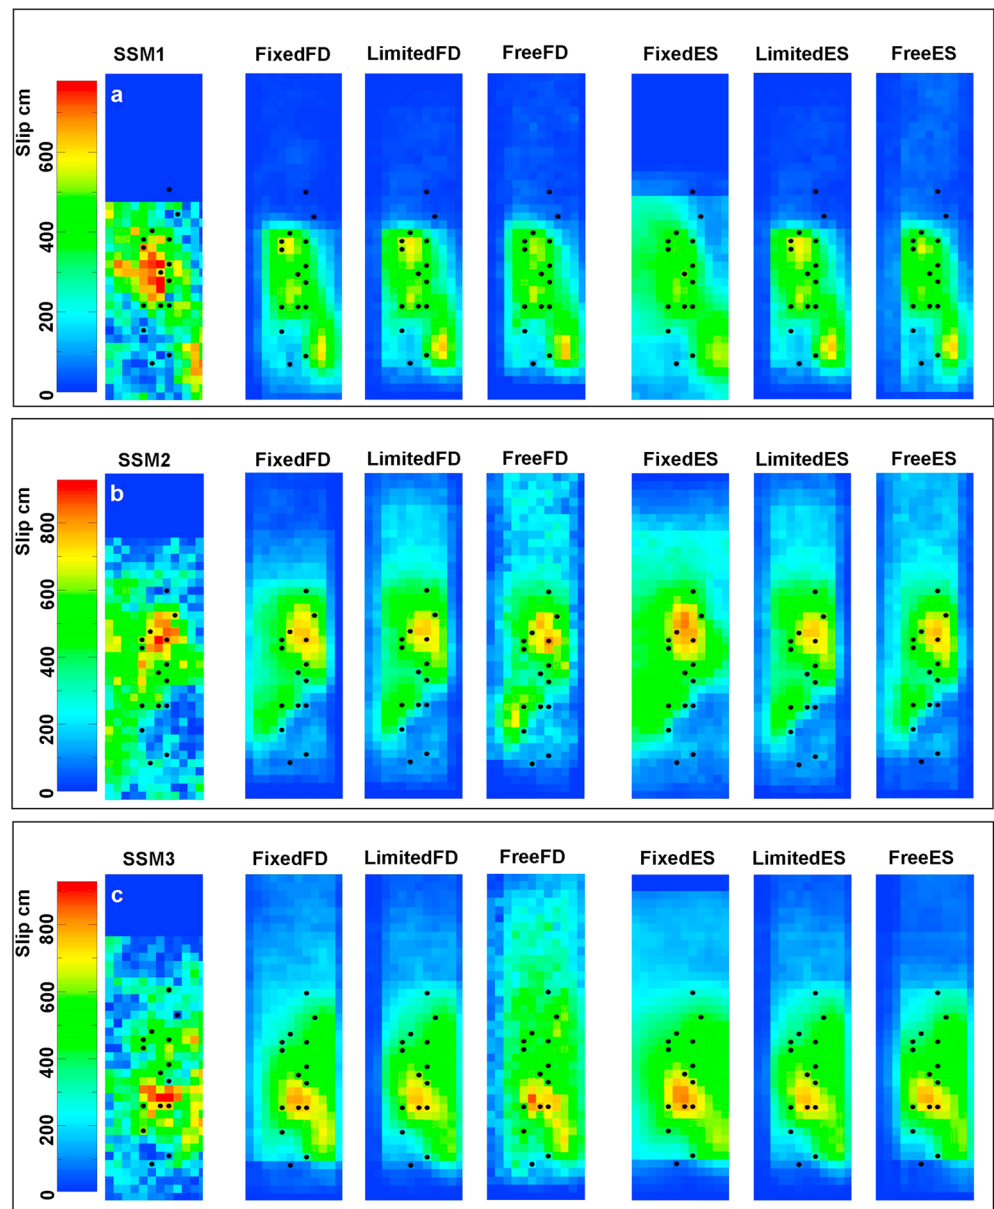 SSM1 FixedFD LimitedFD FreeFD FixedES LimitedES FreeES
a
Slip cm
600
400
200
0
SSM2 FixedFD LimitedFD FreeFD FixedES LimitedES FreeES
b
Slip cm
800
600
400
200
0
SSM3 FixedFD LimitedFD FreeFD FixedES LimitedES FreeES
c
Slip cm
800
600
400
200
0